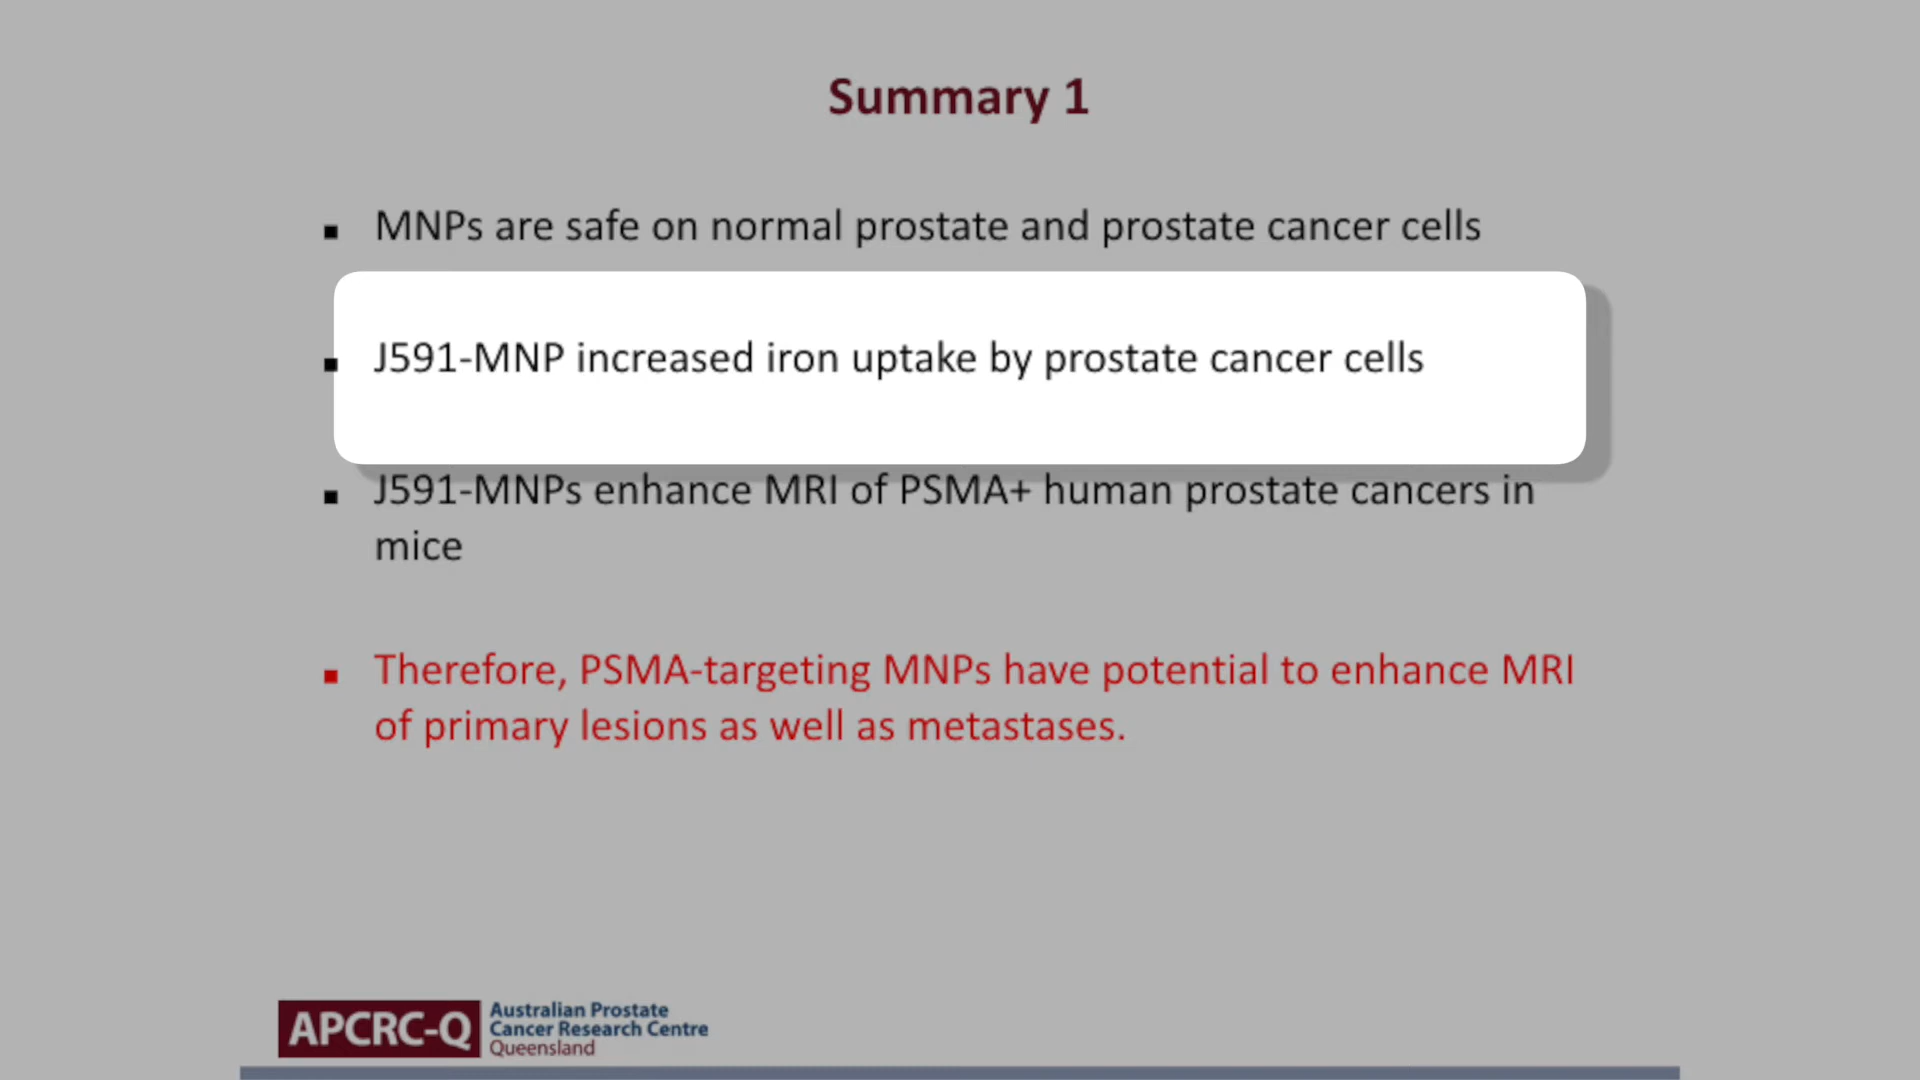 Summary 1
▪ MNPs are safe on normal prostate and prostate cancer cells
▪ J591-MNP increased iron uptake by prostate cancer cells
▪ J591-MNPs enhance MRI of PSMA+ human prostate cancers in
mice
▪ Therefore, PSMA-targeting MNPs have potential to enhance MRI
of primary lesions as well as metastases.
APCRC-Q
Australian Prostate
Cancer Research Centre
Queensland